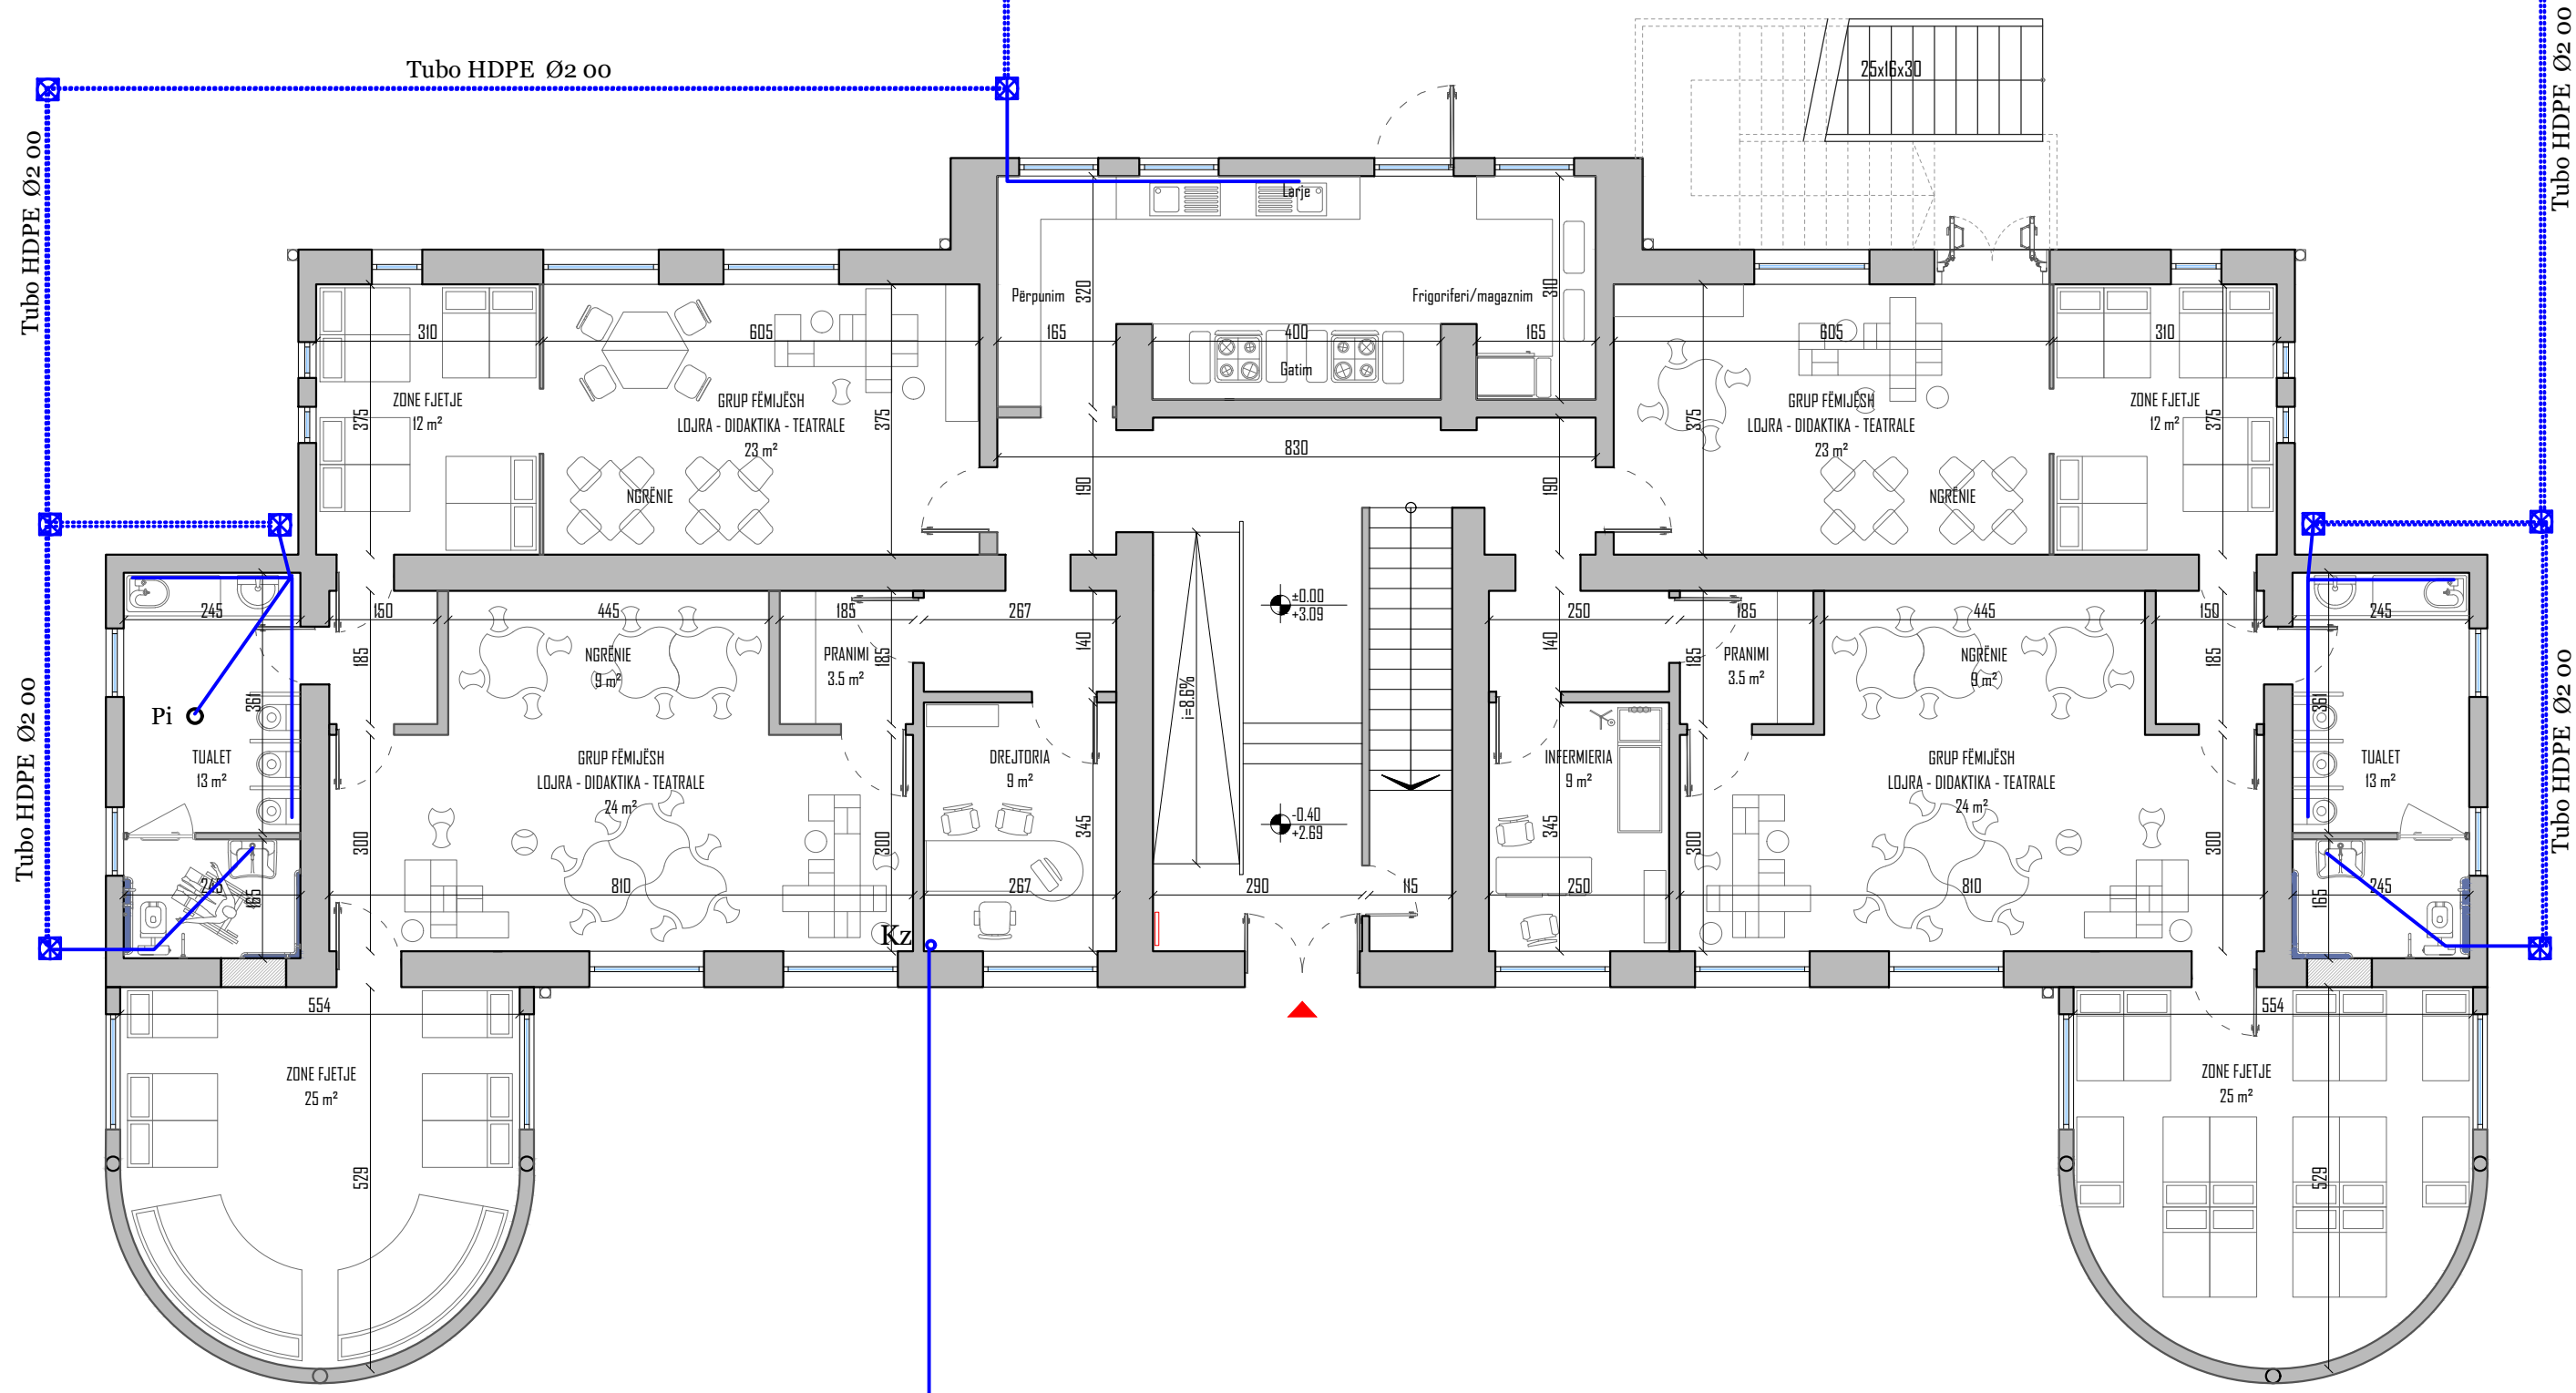 Tubo HDPE Ø2 00
Tubo HDPE Ø2 00
Tubo HDPE Ø2 00
25x16x30
Larje
Përpunim
320
Frigoriferi/magaznim
310
310
605
165
400
165
605
310
Gatim
ZONE FJETJE
12 m²
375
GRUP FËMIJËSH
LOJRA - DIDAKTIKA - TEATRALE
23 m²
375
NGRËNIE
830
190
190
375
GRUP FËMIJËSH
LOJRA - DIDAKTIKA - TEATRALE
23 m²
NGRËNIE
ZONE FJETJE
12 m²
375
±0.00
+3.09
245
150
445
185
267
250
185
445
150
245
361
185
NGRËNIE
9 m²
PRANIMI
3.5 m²
185
140
i=8.6%
140
185
PRANIMI
3.5 m²
NGRËNIE
9 m²
185
361
Pi
TUALET
13 m²
GRUP FËMIJËSH
LOJRA - DIDAKTIKA - TEATRALE
24 m²
DREJTORIA
9 m²
INFERMIERIA
9 m²
GRUP FËMIJËSH
LOJRA - DIDAKTIKA - TEATRALE
24 m²
TUALET
13 m²
Tubo HDPE Ø2 00
Tubo HDPE Ø2 00
-0.40
+2.69
300
300
345
345
300
300
245
165
810
267
290
115
250
810
165
245
Kz
554
554
ZONE FJETJE
25 m²
529
ZONE FJETJE
25 m²
529